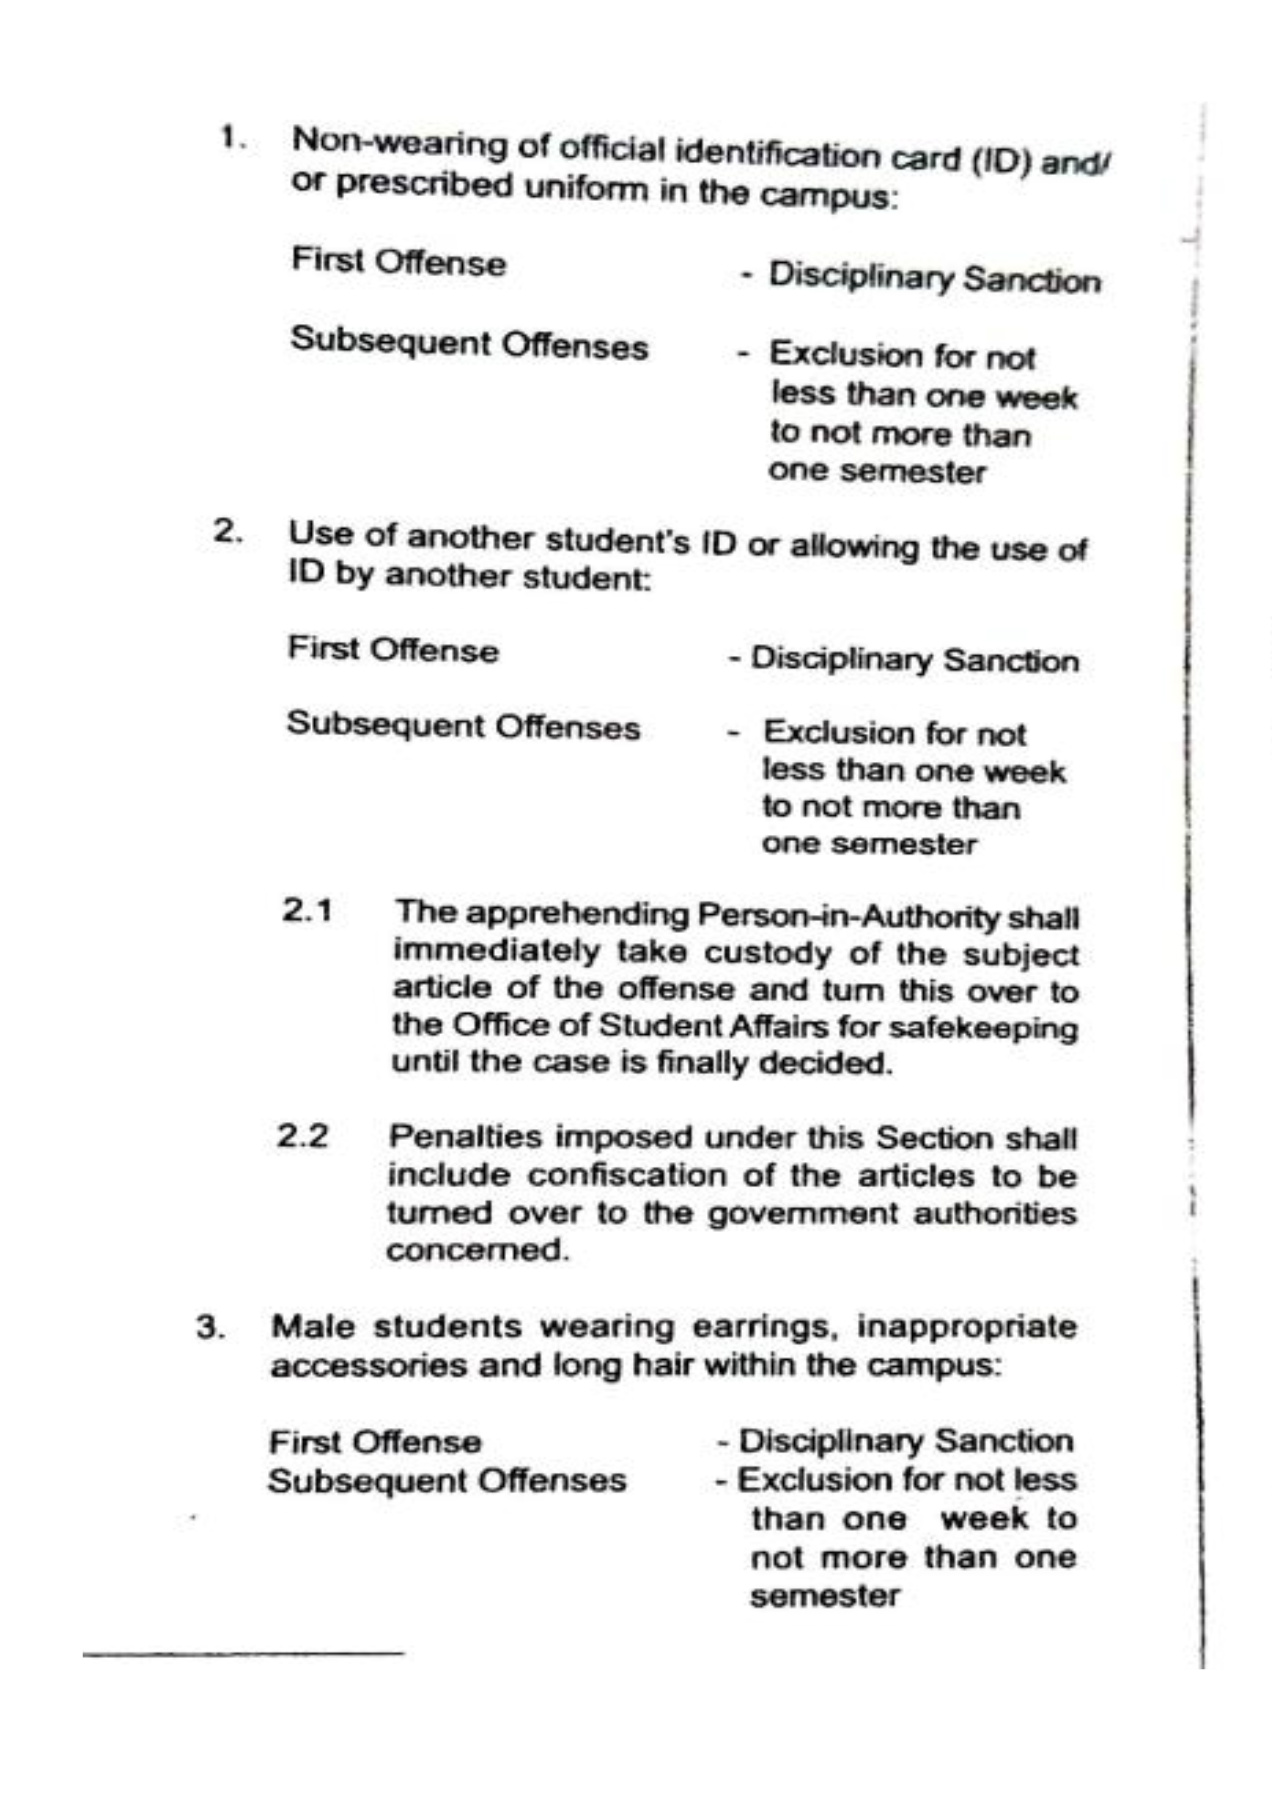 1. Non-wearing of official identification card (ID) and/
or prescribed uniform in the campus:
First Offense - Disciplinary Sanction
Subsequent Offenses - Exclusion for not
less than one week
to not more than
one semester
2. Use of another student's ID or allowing the use of
ID by another student:
First Offense - Disciplinary Sanction
Subsequent Offenses - Exclusion for not
less than one week
to not more than
one semester
2.1 The apprehending Person-in-Authority shall
immediately take custody of the subject
article of the offense and turn this over to
the Office of Student Affairs for safekeeping
until the case is finally decided.
2.2 Penalties imposed under this Section shall
include confiscation of the articles to be
turned over to the government authorities
concerned.
3. Male students wearing earrings, inappropriate
accessories and long hair within the campus:
First Offense - Disciplinary Sanction
Subsequent Offenses - Exclusion for not less
than one week to
not more than one
semester